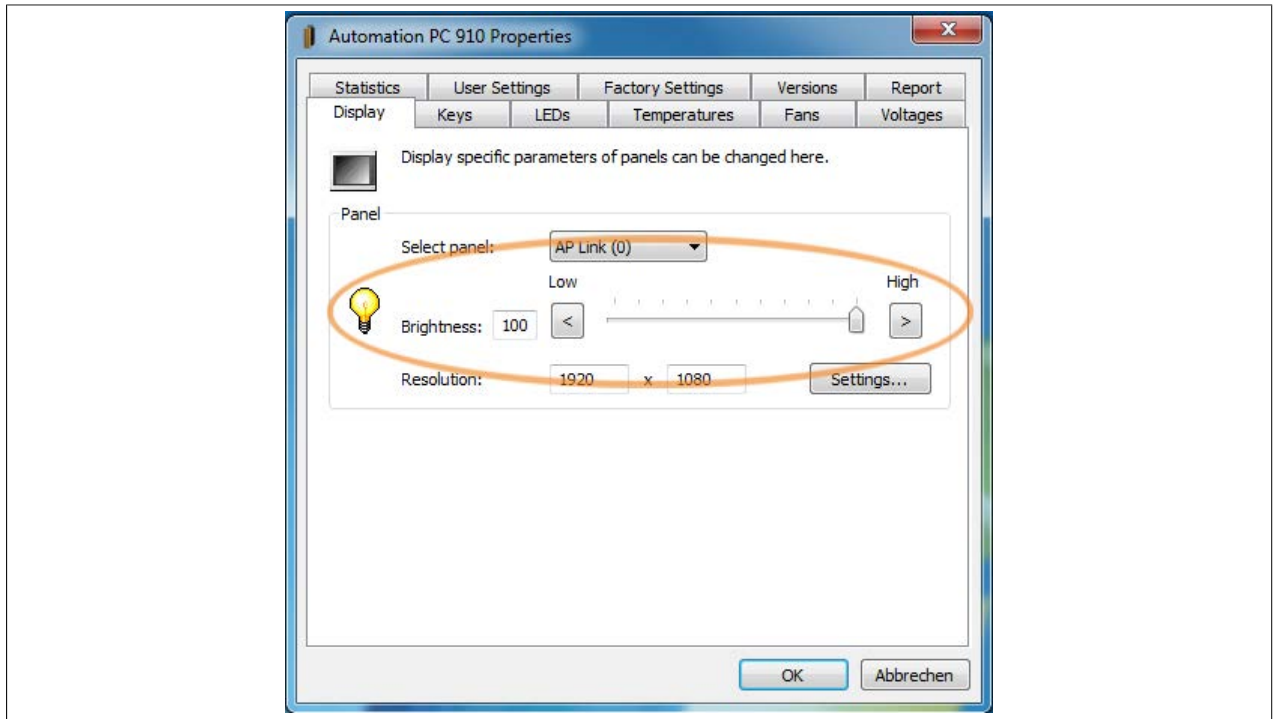 Automation PC 910 Properties
x
Statistics User Settings Factory Settings Versions Report
Display Keys LEDs Temperatures Fans Voltages
Display specific parameters of panels can be changed here.
Panel
Select panel: AP Link (0)
Low High
Brightness: 100 < >
Resolution: 1920 x 1080 Settings...
OK Abbrechen